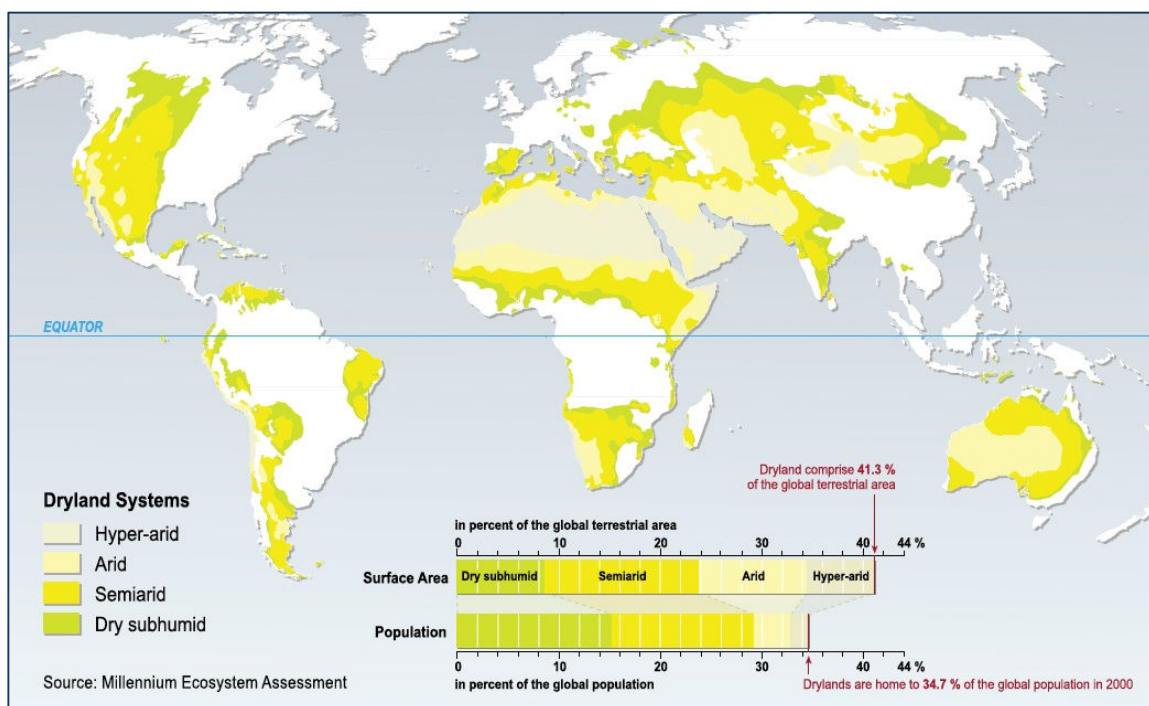 EQUATOR
Dryland comprise 41.3 %
of the global terrestrial area
Dryland Systems
Hyper-arid
Arid
Semiarid
Dry subhumid
in percent of the global terrestrial area
0 10 20 30 40 44 %
Surface Area Dry subhumid Semiarid Arid Hyper-arid
Population
0 10 20 30 40 44 %
in percent of the global population
Drylands are home to 34.7 % of the global population in 2000
Source: Millennium Ecosystem Assessment